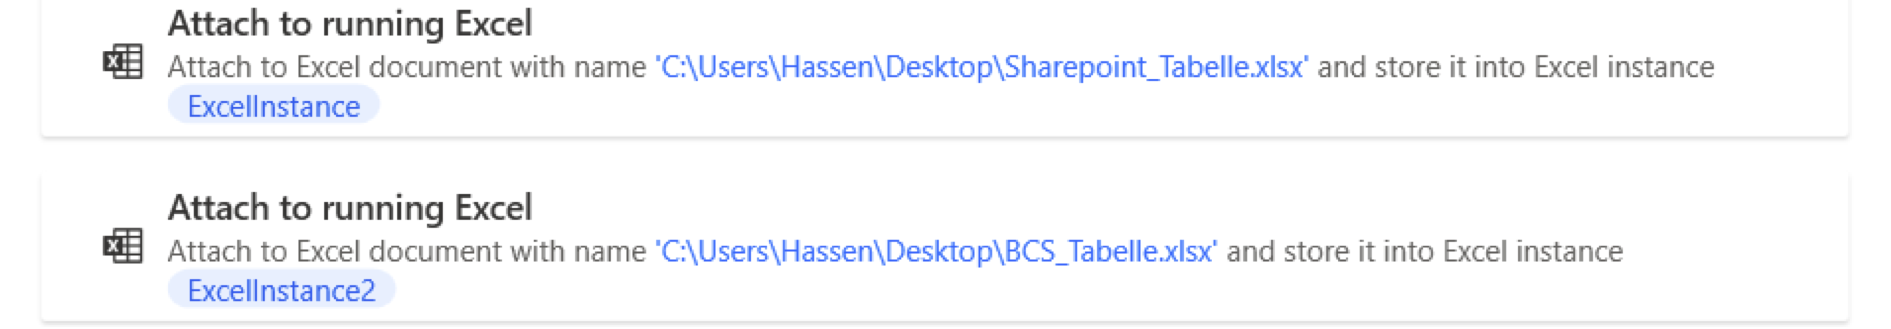 Attach to running Excel
Attach to Excel document with name 'C:\Users\Hassen\Desktop\Sharepoint_Tabelle.xlsx' and store it into Excel instance
ExcelInstance
Attach to running Excel
Attach to Excel document with name 'C:\Users\Hassen\Desktop\BCS_Tabelle.xlsx' and store it into Excel instance
ExcelInstance2